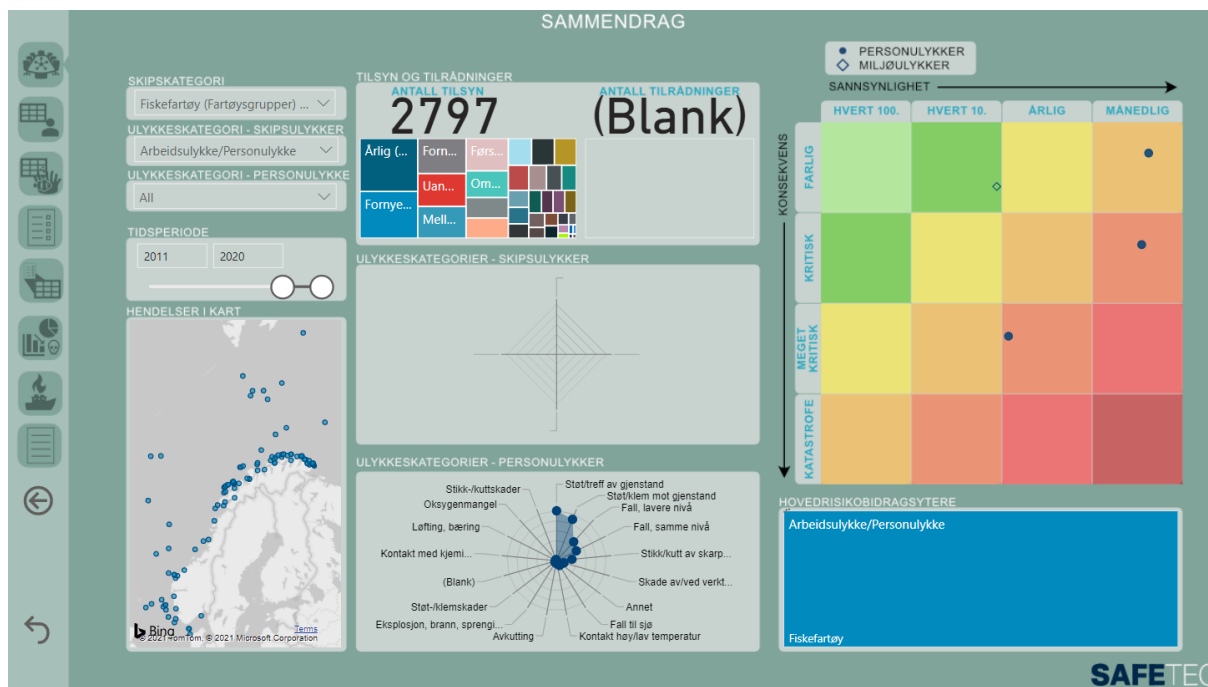 SAMMENDRAG
SKIPSKATEGORI
Fiskefartøy (Fartøysgrupper) ...
ULYKKESKATEGORI - SKIPSULYKKER
Arbeidsulykke/Personulykke
ULYKKESKATEGORI - PERSONULYKKE
All
TIDSPERIODE
2011 2020
HENDELSER I KART
Bing
© 2021 TomTom, © 2021 Microsoft Corporation
Terms
TILSYN OG TILRÅDNINGER
ANTALL TILSYN
2797
ANTALL TILRÅDNINGER
(Blank)
Årlig (...
Forn...
Førs...
Uan...
Om...
Fornye...
Mell...
ULYKKESKATEGORIER - SKIPSULYKKER
ULYKKESKATEGORIER - PERSONULYKKER
Støt/treff av gjenstand
Støt/klem mot gjenstand
Fall, lavere nivå
Fall, samme nivå
Stikk/kutt av skarp...
Skade av/ved verkt...
Annet
Fall til sjø
Kontakt høy/lav temperatur
Avkutting
Eksplosjon, brann, sprengi...
Støt-/klemskader
(Blank)
Kontakt med kjemi...
Løfting, bæring
Oksygenmangel
Stikk-/kuttskader
PERSONULYKKER
MILJØULYKKER
SANNSYNLIGHET
HVERT 100.
HVERT 10.
ÅRLIG
MÅNEDLIG
KONSEKVENS
FARLIG
KRITISK
MEGET
KRITISK
KATASTROFE
HOVEDRISIKOBIDRAGSYTERE
Arbeidsulykke/Personulykke
Fiskefartøy
SAFETEC